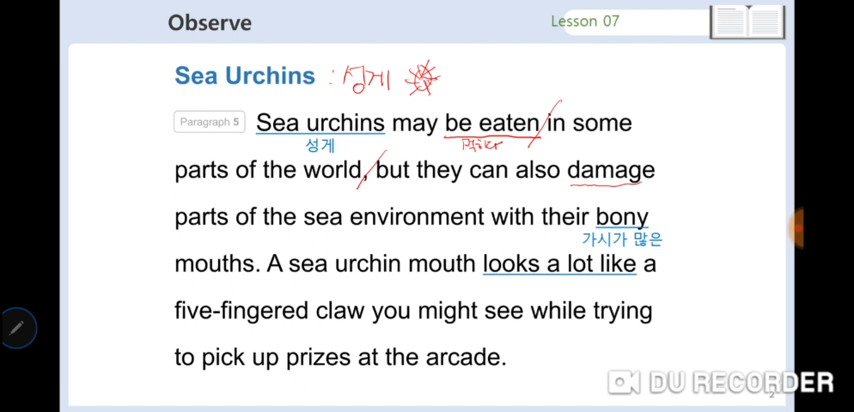 Observe
Lesson 07
Sea Urchins : 성게
Paragraph 5 Sea urchins may be eaten in some
성게
parts of the world, but they can also damage
parts of the sea environment with their bony
가시가 많은
mouths. A sea urchin mouth looks a lot like a
five-fingered claw you might see while trying
to pick up prizes at the arcade.
DU RECORDER
2